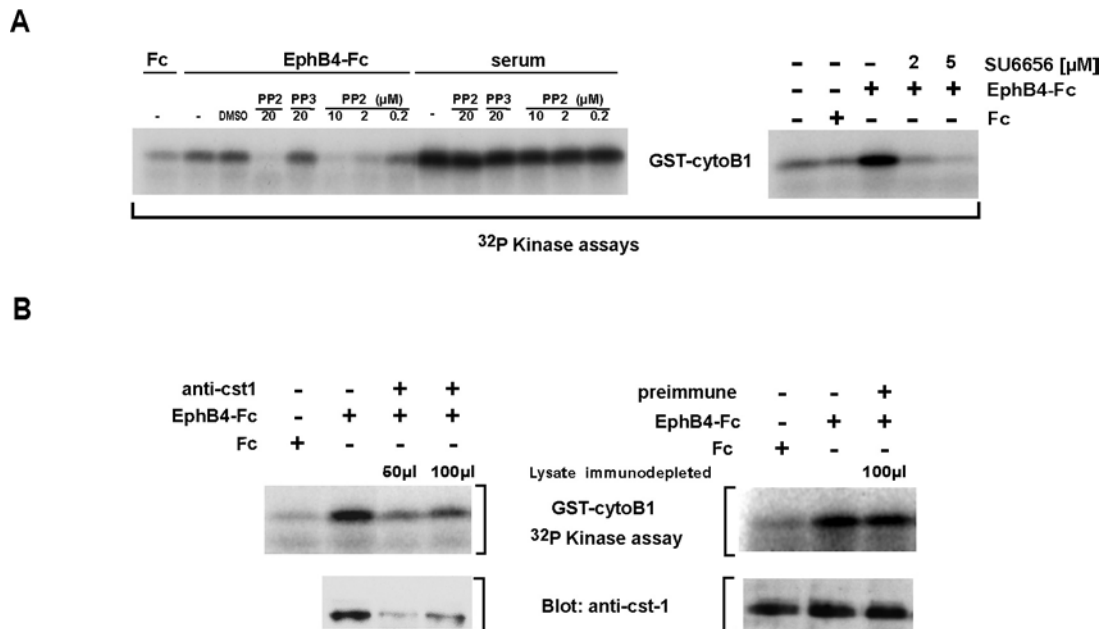 A
Fc EphB4-Fc serum
PP2 PP3 PP2 (µM) PP2 PP3 PP2 (µM)
- - DMSO 20 20 10 2 0.2 - 20 20 10 2 0.2
- - - 2 5 SU6656 [µM]
- - + + + EphB4-Fc
- + - - - Fc
GST-cytoB1
32P Kinase assays
B
anti-cst1 - - + +
EphB4-Fc - + + +
Fc + - - -
50µl 100µl
preimmune - - +
EphB4-Fc - + +
Fc + - -
Lysate immunodepleted 100µl
GST-cytoB1
32P Kinase assay
Blot: anti-cst-1